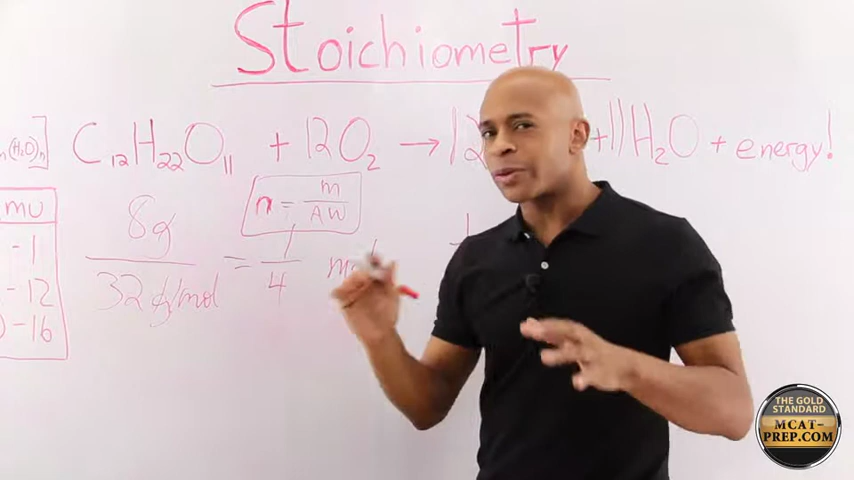 Stoichiometry
C₁₂H₂₂O₁₁ + 12O₂ → 12 + 11H₂O + energy!
(H₂O)ₙ]
mu
-1
-12
-16
8g
32 g/mol
=
1
4
n = m
AW
THE GOLD
STANDARD
MCAT-
PREP.COM